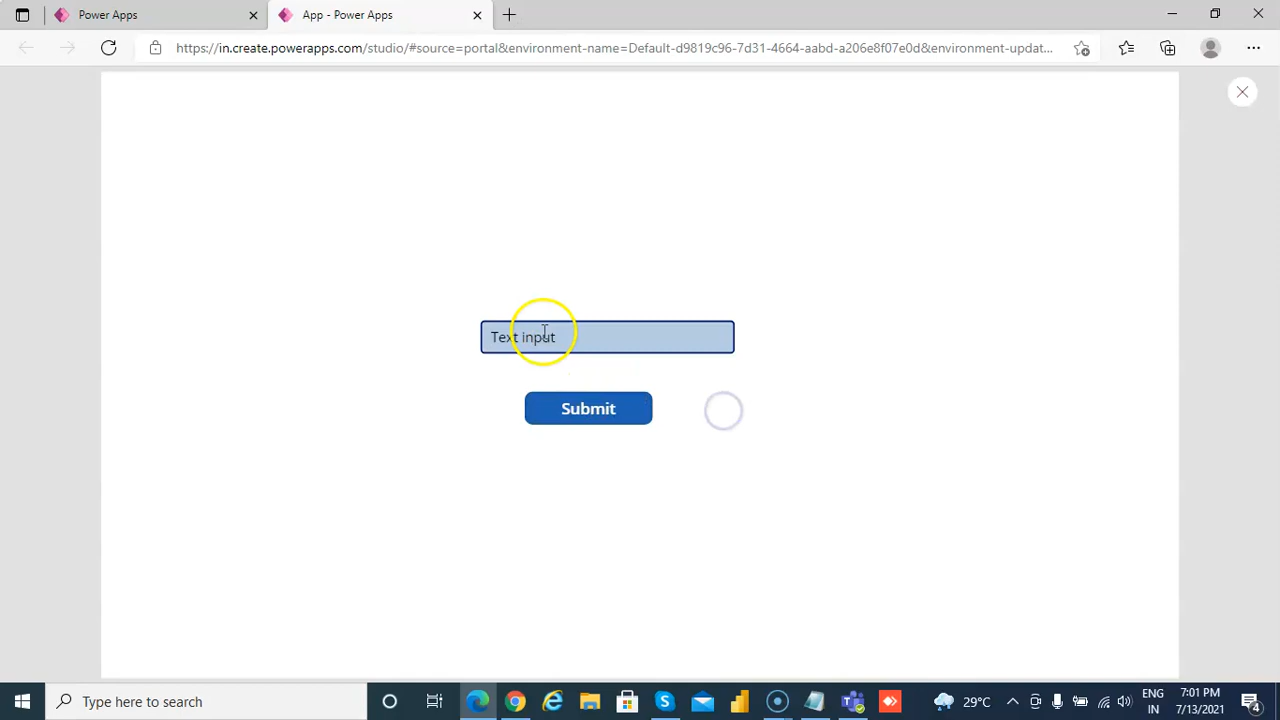 Power Apps
App - Power Apps
https://in.create.powerapps.com/studio/#source=portal&environment-name=Default-d9819c96-7d31-4664-aabd-a206e8f07e0d&environment-updat...
Text input
Submit
Type here to search
29°C
ENG
IN
7:01 PM
7/13/2021
4